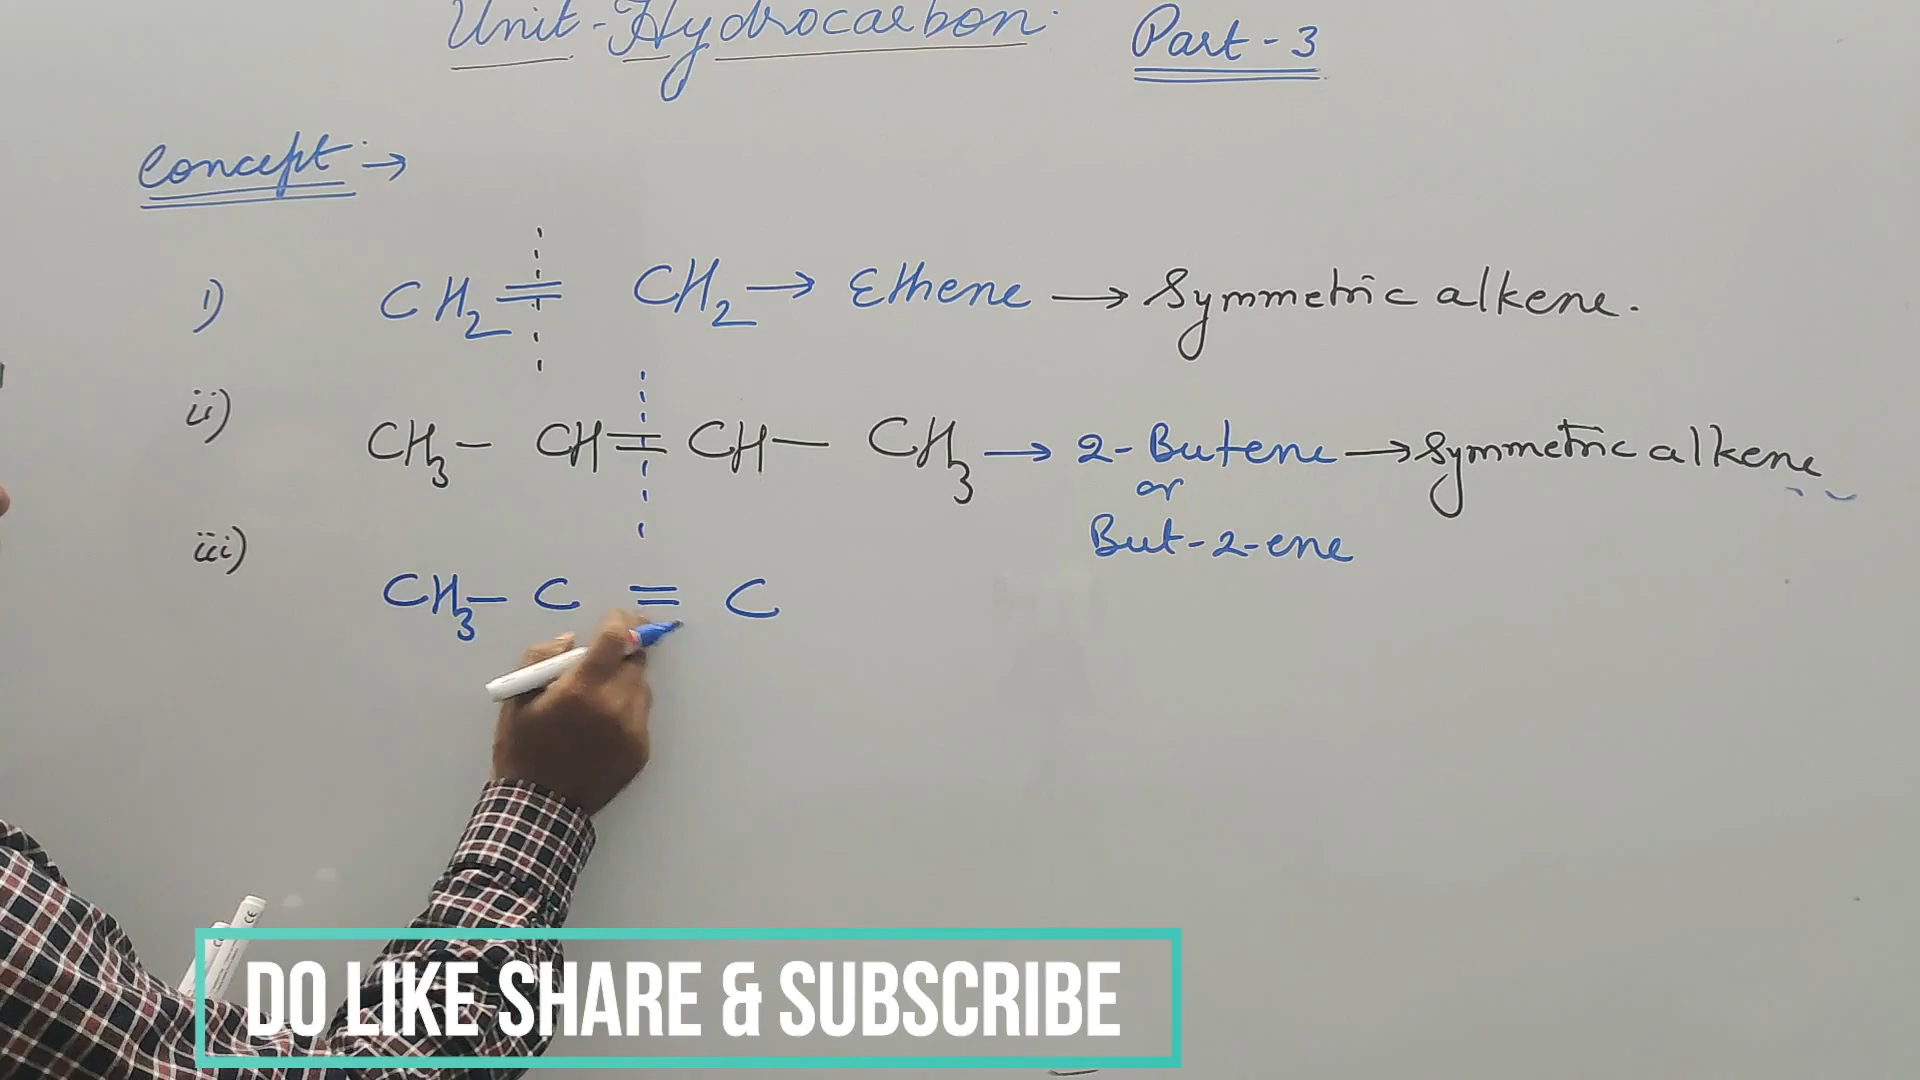 Unit-Hydrocarbon. Part-3
Concept →
i) CH₂ = CH₂ → Ethene → Symmetric alkene.
ii) CH₃ - CH = CH - CH₃ → 2-Butene → Symmetric alkene
or
But-2-ene
iii) CH₃ - C = C
DO LIKE SHARE & SUBSCRIBE